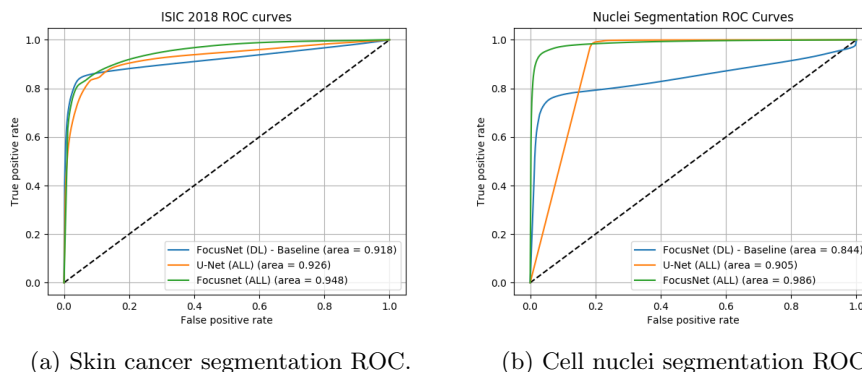 ISIC 2018 ROC curves
1.0
0.8
0.6
0.4
0.2
0.0
True positive rate
FocusNet (DL) - Baseline (area = 0.918)
U-Net (ALL) (area = 0.926)
Focusnet (ALL) (area = 0.948)
0.0 0.2 0.4 0.6 0.8 1.0
False positive rate
(a) Skin cancer segmentation ROC.
Nuclei Segmentation ROC Curves
1.0
0.8
0.6
0.4
0.2
0.0
True positive rate
FocusNet (DL) - Baseline (area = 0.844)
U-Net (ALL) (area = 0.905)
FocusNet (ALL) (area = 0.986)
0.0 0.2 0.4 0.6 0.8 1.0
False positive rate
(b) Cell nuclei segmentation ROC